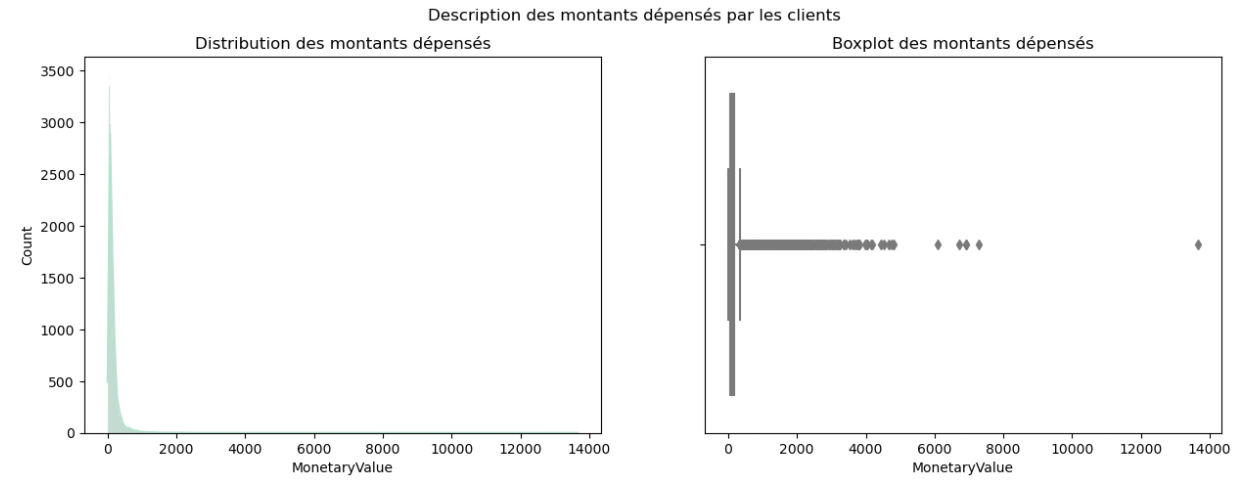 Description des montants dépensés par les clients
Distribution des montants dépensés
Boxplot des montants dépensés
3500
3000
2500
2000
1500
1000
500
0
Count
0 2000 4000 6000 8000 10000 12000 14000
MonetaryValue
0 2000 4000 6000 8000 10000 12000 14000
MonetaryValue